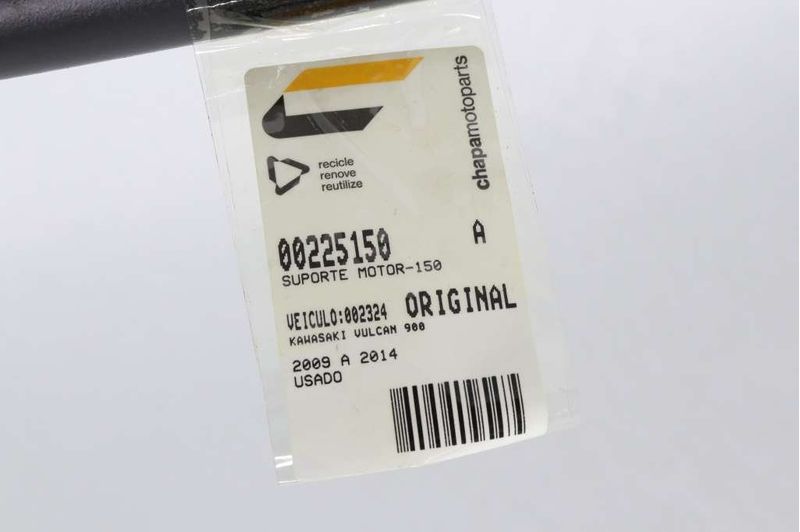 chapamotoparts
recicle
renove
reutilize
00225150 A
SUPORTE MOTOR-150
VEICULO:002324 ORIGINAL
KAWASAKI VULCAN 900
2009 A 2014
USADO